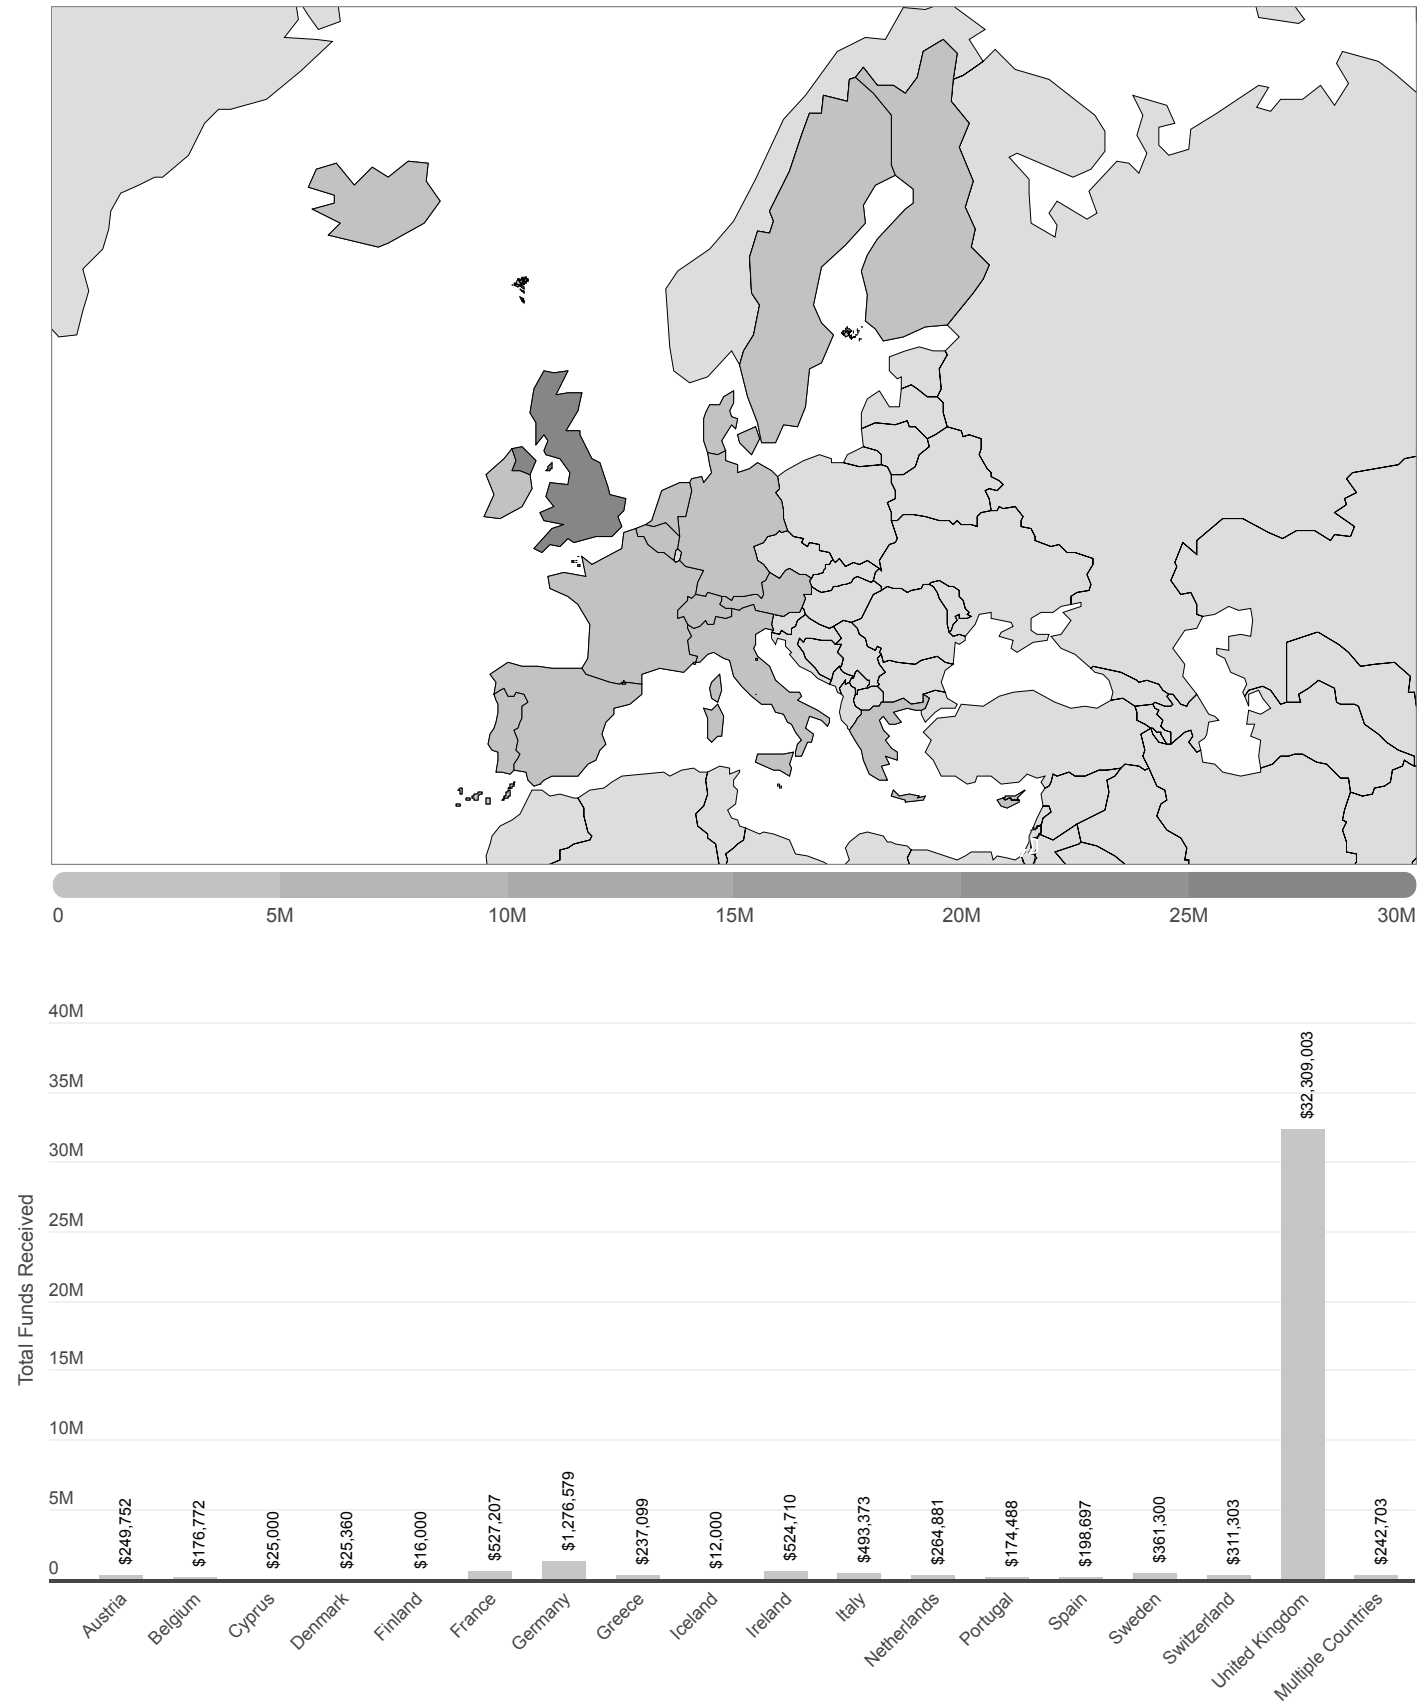 0
5M
10M
15M
20M
25M
30M
40M
35M
30M
25M
20M
15M
10M
5M
0
Total Funds Received
$249,752
$176,772
$25,000
$25,360
$16,000
$527,207
$1,276,579
$237,099
$12,000
$524,710
$493,373
$264,881
$174,488
$198,697
$361,300
$311,303
$32,309,003
$242,703
Austria
Belgium
Cyprus
Denmark
Finland
France
Germany
Greece
Iceland
Ireland
Italy
Netherlands
Portugal
Spain
Sweden
Switzerland
United Kingdom
Multiple Countries